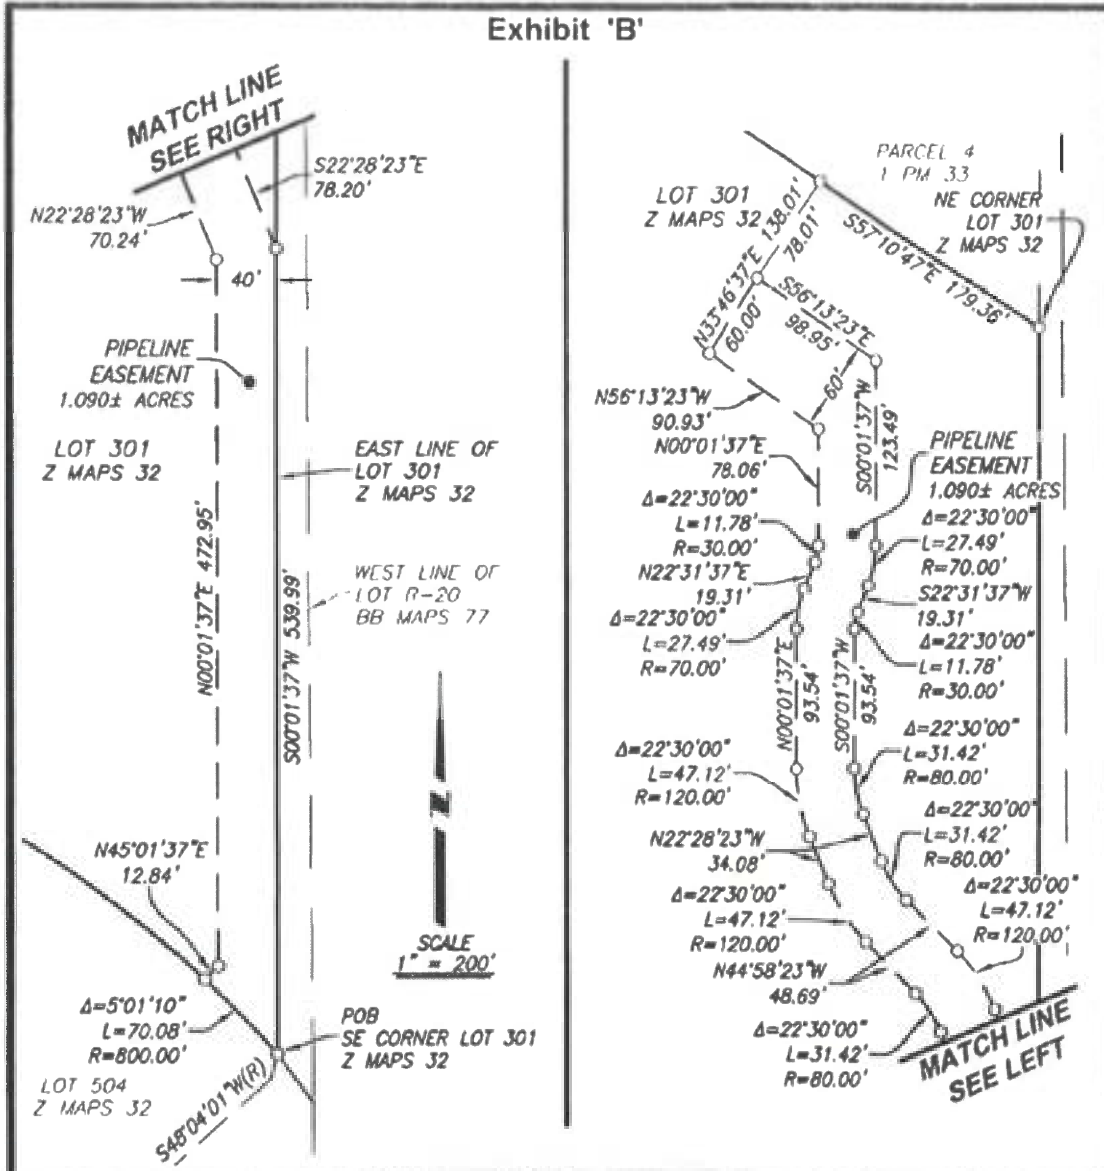 Exhibit 'B'
MATCH LINE
SEE RIGHT
S22°28'23"E
78.20'
N22°28'23"W
70.24'
40'
PIPELINE
EASEMENT
1.090± ACRES
LOT 301
Z MAPS 32
EAST LINE OF
LOT 301
Z MAPS 32
N00°01'37"E 472.95'
S00°01'37"W 539.99'
WEST LINE OF
LOT R-20
BB MAPS 77
N45°01'37"E
12.84'
SCALE
1" = 200'
Δ=5°01'10"
L=70.08'
R=800.00'
POB
SE CORNER LOT 301
Z MAPS 32
LOT 504
Z MAPS 32
S48°04'01"W(R)
PARCEL 4
1 PM 33
LOT 301
Z MAPS 32
NE CORNER
LOT 301
Z MAPS 32
N33°46'37"E 138.01'
78.01'
60.00'
S57°10'47"E 179.36'
S56°13'23"E
98.95'
60'
N56°13'23"W
90.93'
S00°01'37"W
123.49'
N00°01'37"E
78.06'
PIPELINE
EASEMENT
1.090± ACRES
Δ=22°30'00"
L=11.78'
R=30.00'
Δ=22°30'00"
L=27.49'
R=70.00'
N22°31'37"E
19.31'
S22°31'37"W
19.31'
Δ=22°30'00"
L=27.49'
R=70.00'
Δ=22°30'00"
L=11.78'
R=30.00'
N00°01'37"E
93.54'
S00°01'37"W
93.54'
Δ=22°30'00"
L=31.42'
R=80.00'
Δ=22°30'00"
L=47.12'
R=120.00'
Δ=22°30'00"
L=31.42'
R=80.00'
N22°28'23"W
34.08'
Δ=22°30'00"
L=47.12'
R=120.00'
Δ=22°30'00"
L=47.12'
R=120.00'
N44°58'23"W
48.69'
Δ=22°30'00"
L=31.42'
R=80.00'
MATCH LINE
SEE LEFT